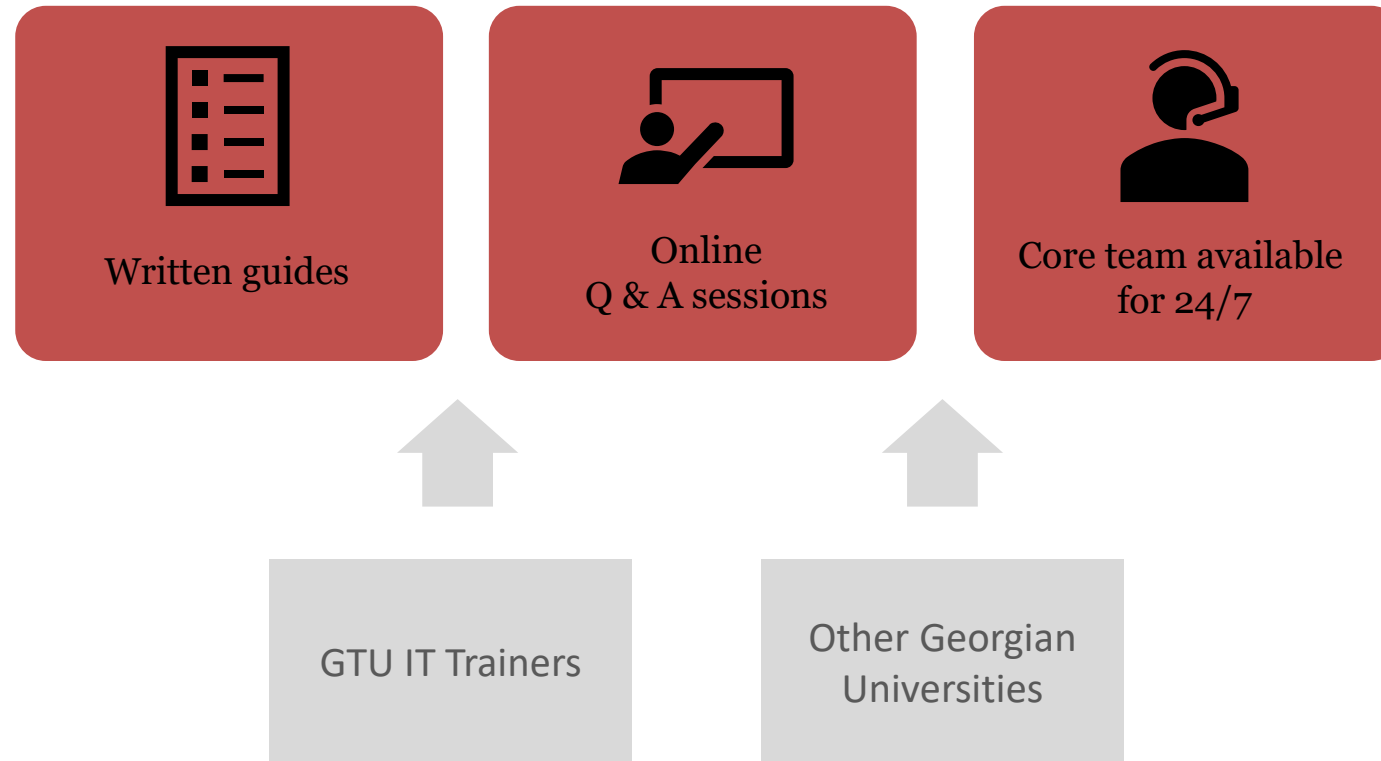 Written guides
Online
Q & A sessions
Core team available
for 24/7
GTU IT Trainers
Other Georgian
Universities